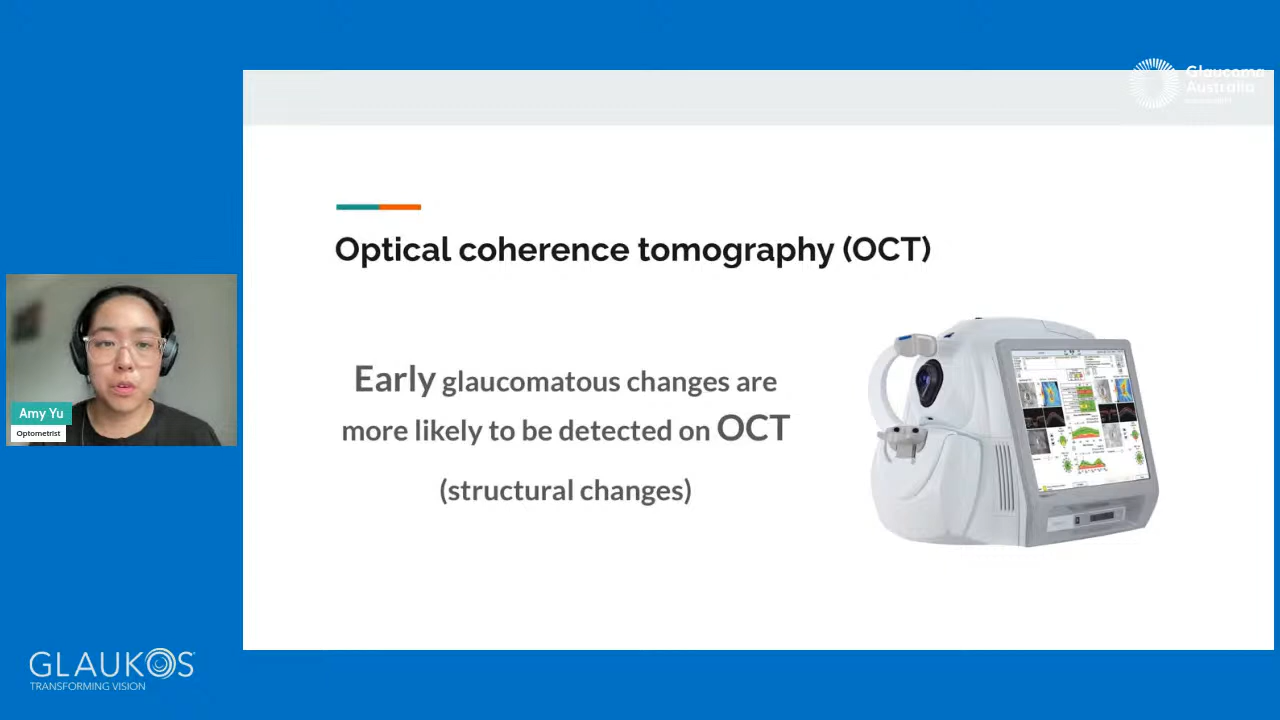 Glaucoma
Australia
Optical coherence tomography (OCT)
Early glaucomatous changes are
more likely to be detected on OCT
(structural changes)
Amy Yu
Optometrist
GLAUKOS
TRANSFORMING VISION